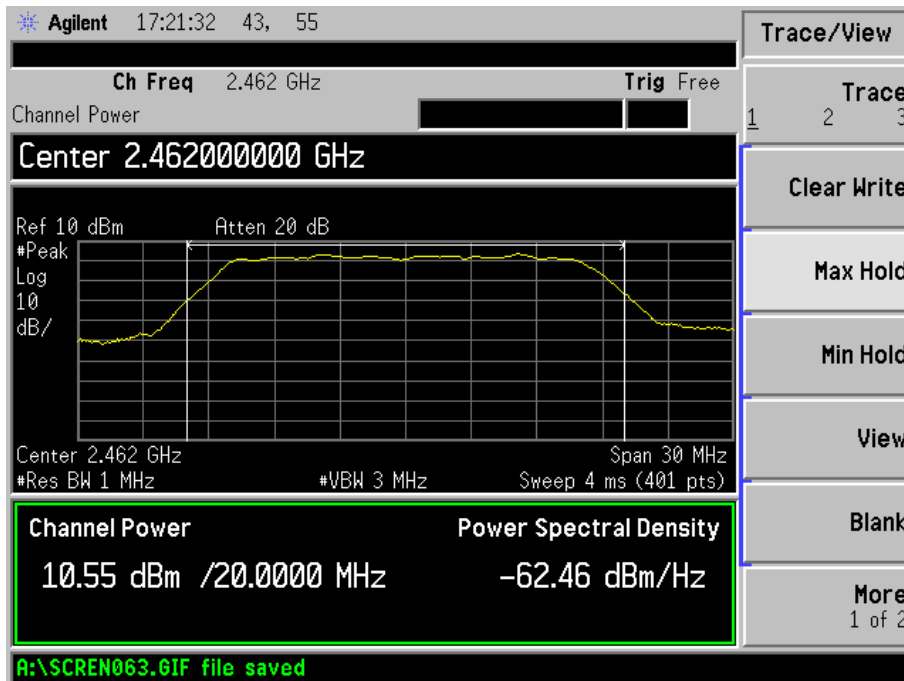 Agilent 17:21:32 43, 55
Trace/View
Ch Freq 2.462 GHz Trig Free
Channel Power
Trace
1 2 3
Center 2.462000000 GHz
Clear Write
Ref 10 dBm Atten 20 dB
#Peak
Log
10
dB/
Max Hold
Min Hold
View
Center 2.462 GHz Span 30 MHz
#Res BW 1 MHz #VBW 3 MHz Sweep 4 ms (401 pts)
Channel Power Power Spectral Density
10.55 dBm /20.0000 MHz -62.46 dBm/Hz
Blank
More
1 of 2
A:\SCREN063.GIF file saved